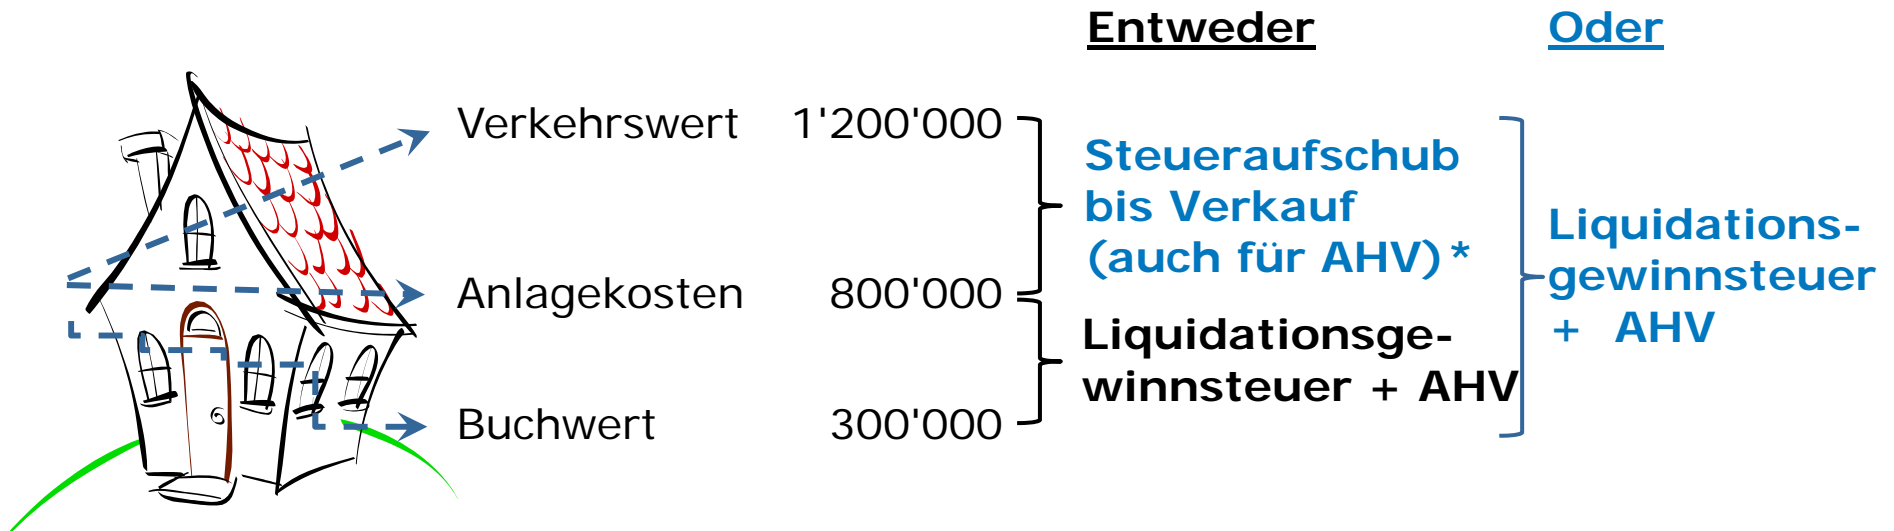 Entweder
Oder
Verkehrswert 1'200'000
Steueraufschub
bis Verkauf
(auch für AHV)*
Anlagekosten 800'000
Liquidationsge-
winnsteuer + AHV
Buchwert 300'000
Liquidations-
gewinnsteuer
+ AHV